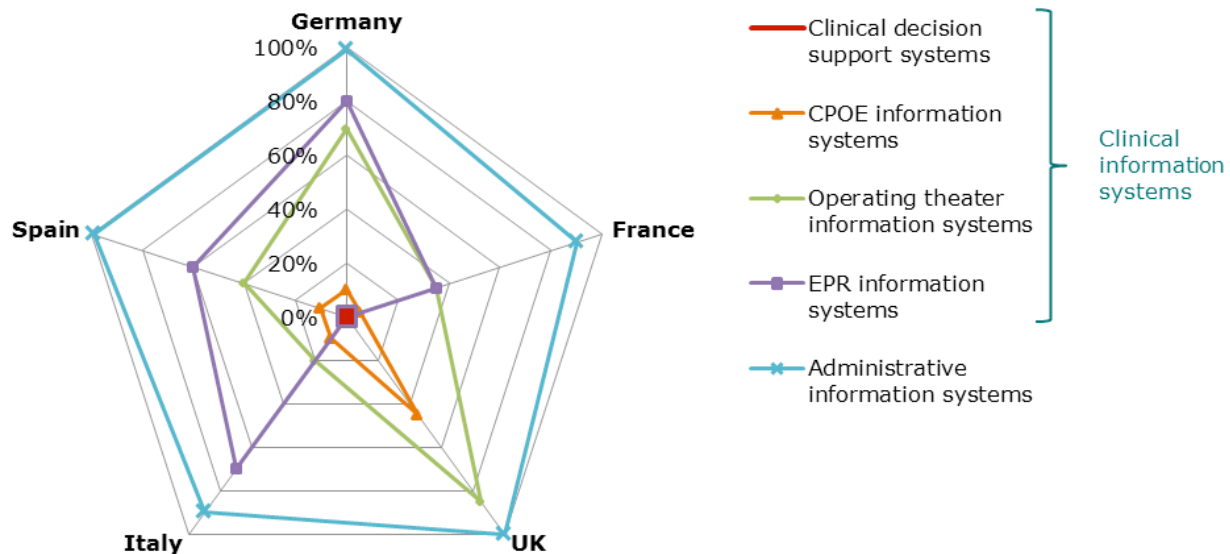 Germany
100%
80%
60%
40%
20%
0%
Spain
France
Italy
UK
Clinical decision
support systems
CPOE information
systems
Operating theater
information systems
EPR information
systems
Administrative
information systems
Clinical
information
systems